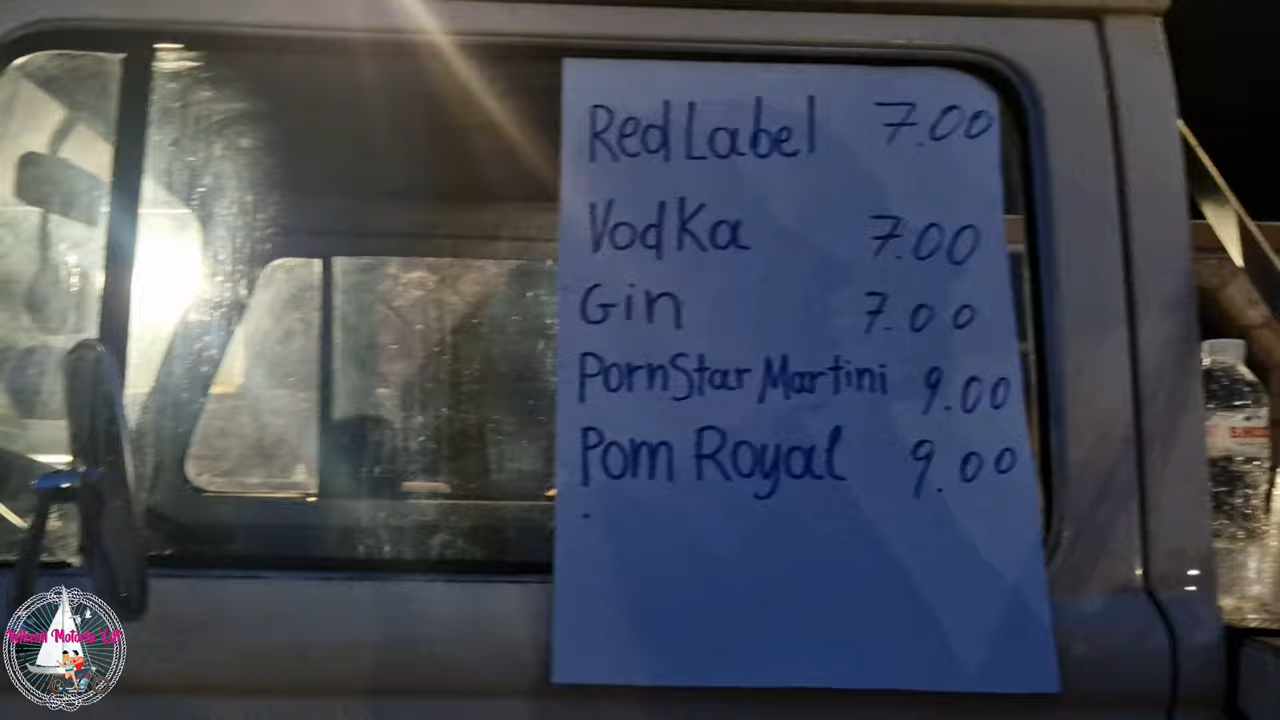 Red Label 7.00
Vodka 7.00
Gin 7.00
PornStar Martini 9.00
Pom Royal 9.00